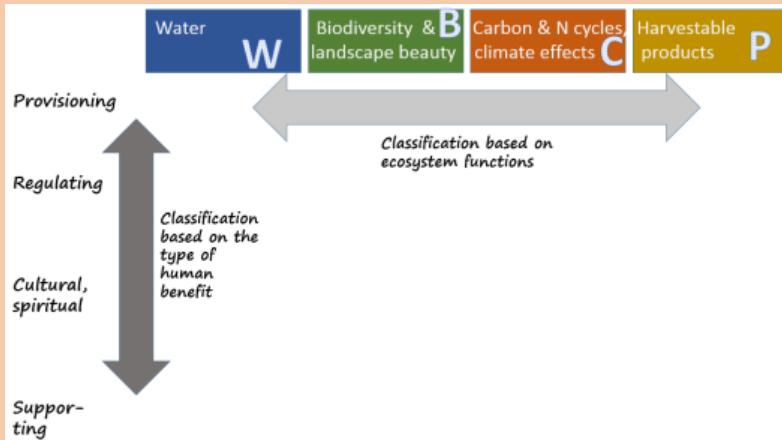 Water
W
Biodiversity & B
landscape beauty
Carbon & N cycles,
climate effects C
Harvestable
products P
Provisioning
Classification based on
ecosystem functions
Regulating
Classification
based on the
type of
human
benefit
Cultural,
spiritual
Suppor-
ting